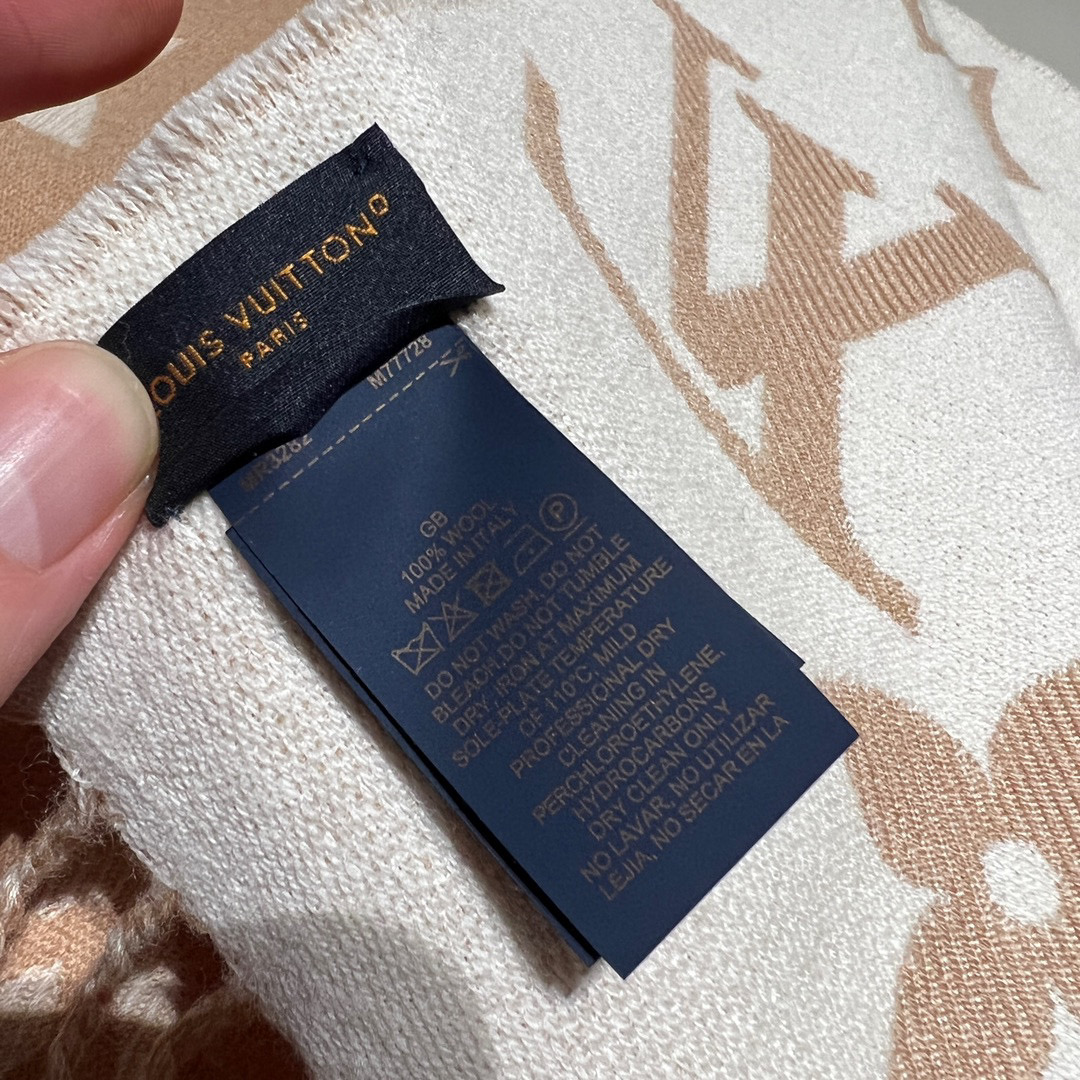 LOUIS VUITTON
PARIS
MR3282 M77728
GB
100% WOOL
MADE IN ITALY
P
DO NOT WASH, DO NOT
BLEACH, DO NOT TUMBLE
DRY, IRON AT MAXIMUM
SOLE-PLATE TEMPERATURE
OF 110°C, MILD
PROFESSIONAL DRY
CLEANING IN
PERCHLOROETHYLENE,
HYDROCARBONS
DRY CLEAN ONLY
NO LAVAR, NO UTILIZAR
LEJIA, NO SECAR EN LA